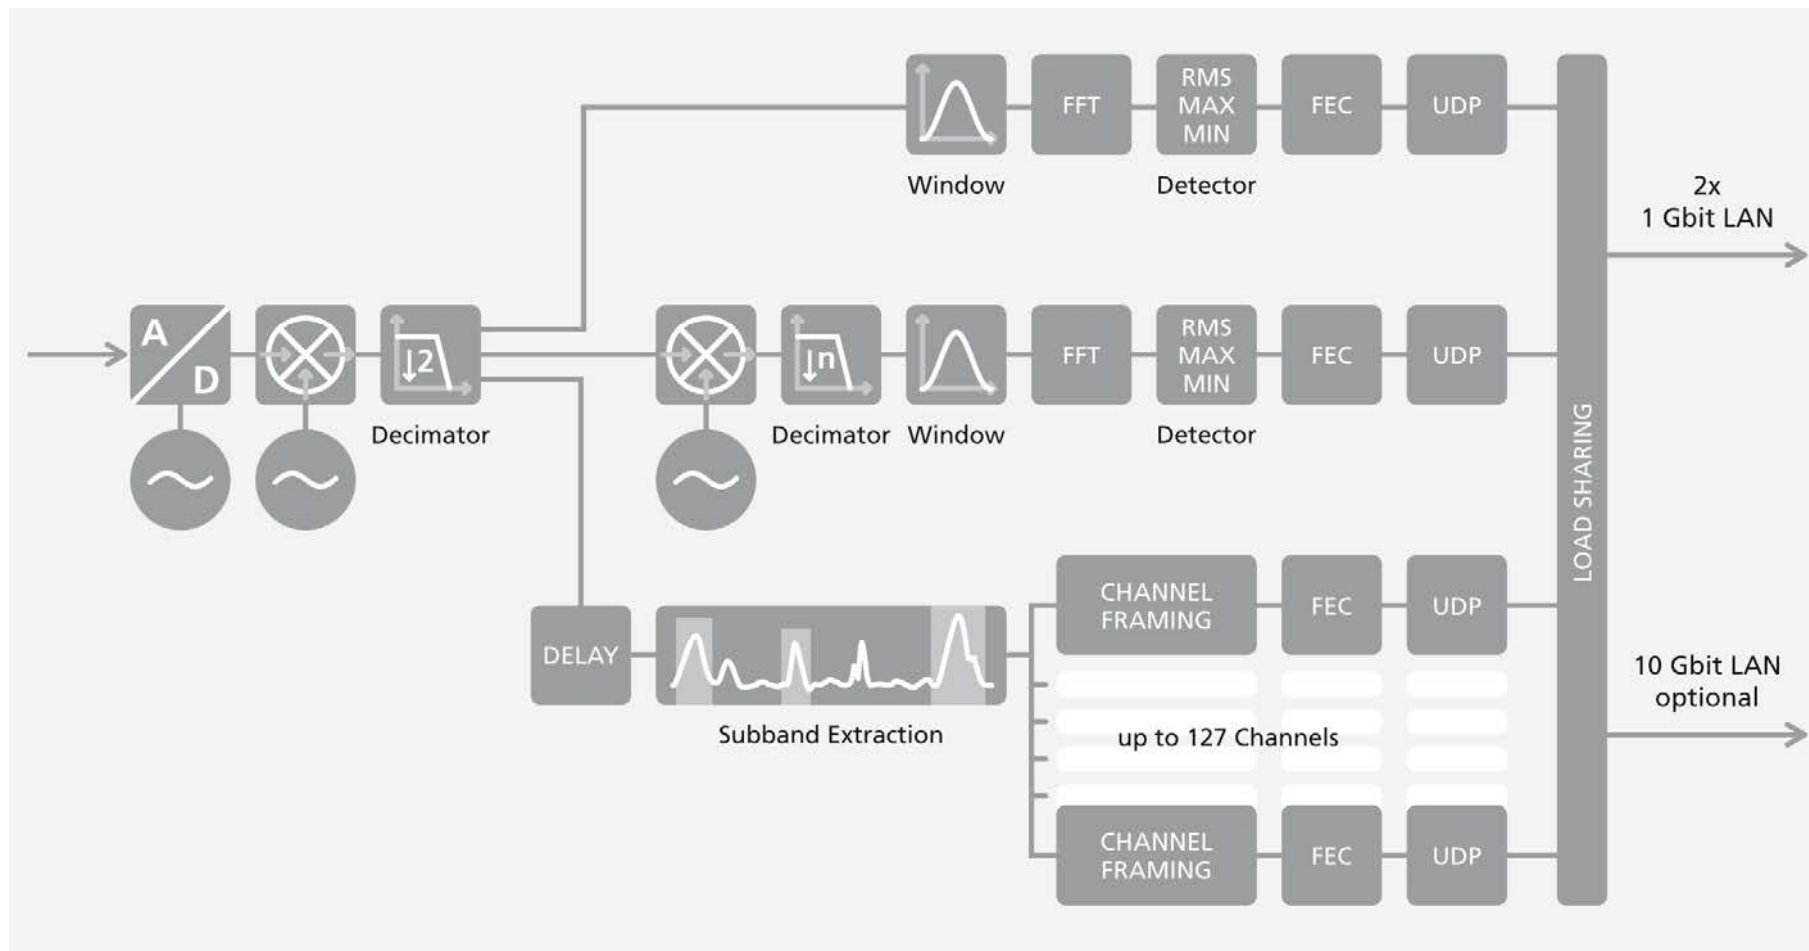 RMS
MAX
MIN
FFT
FEC
UDP
Window
Detector
2x
1 Gbit LAN
A
D
↓2
↓n
FFT
RMS
MAX
MIN
FEC
UDP
Decimator
Decimator
Window
Detector
LOAD SHARING
CHANNEL
FRAMING
FEC
UDP
DELAY
Subband Extraction
10 Gbit LAN
optional
up to 127 Channels
CHANNEL
FRAMING
FEC
UDP